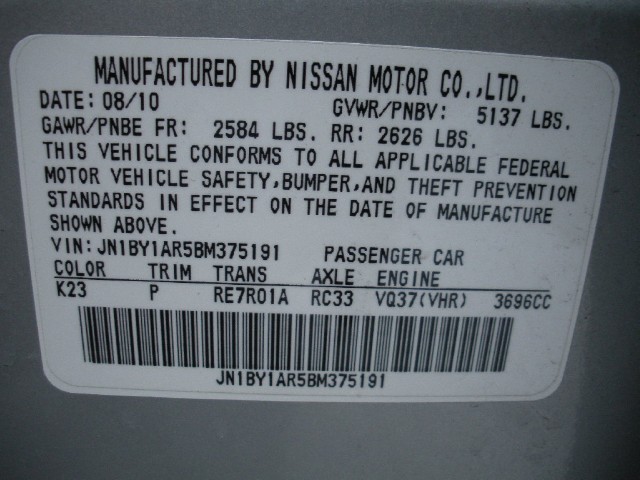 MANUFACTURED BY NISSAN MOTOR CO.,LTD.
DATE: 08/10 GVWR/PNBV: 5137 LBS.
GAWR/PNBE FR: 2584 LBS. RR: 2626 LBS.
THIS VEHICLE CONFORMS TO ALL APPLICABLE FEDERAL
MOTOR VEHICLE SAFETY,BUMPER,AND THEFT PREVENTION
STANDARDS IN EFFECT ON THE DATE OF MANUFACTURE
SHOWN ABOVE.
VIN: JN1BY1AR5BM375191 PASSENGER CAR
COLOR TRIM TRANS AXLE ENGINE
K23 P RE7R01A RC33 VQ37(VHR) 3696CC
JN1BY1AR5BM375191